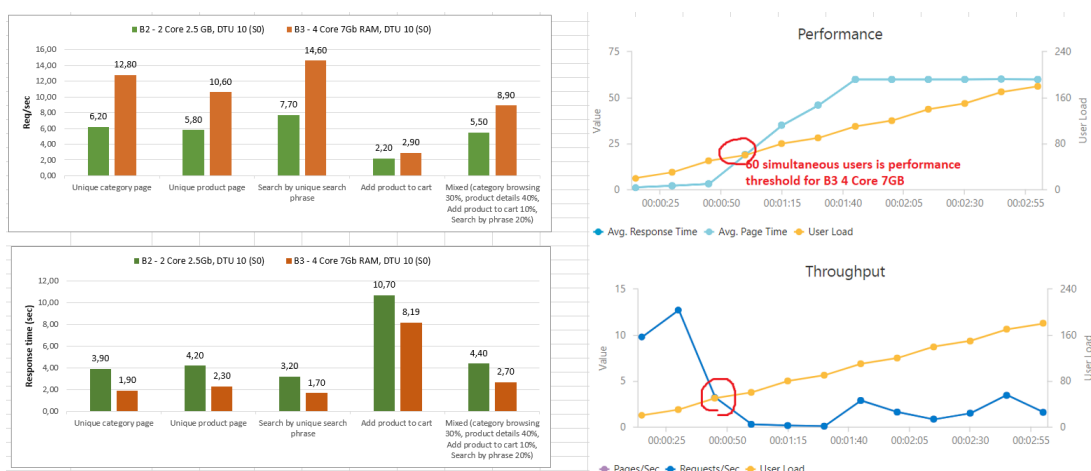 B2 - 2 Core 2.5 GB, DTU 10 (S0) B3 - 4 Core 7Gb RAM, DTU 10 (S0)
Req/sec
16,00
14,00
12,00
10,00
8,00
6,00
4,00
2,00
0,00
6,20 12,80 5,80 10,60 7,70 14,60 2,20 2,90 5,50 8,90
Unique category page
Unique product page
Search by unique search
phrase
Add product to cart
Mixed (category browsing
30%, product details 40%,
Add product to cart 10%,
Search by phrase 20%)
B2 - 2 Core 2.5Gb, DTU 10 (S0) B3 - 4 Core 7Gb RAM, DTU 10 (S0)
Response time (sec)
12,00
10,00
8,00
6,00
4,00
2,00
0,00
3,90 1,90 4,20 2,30 3,20 1,70 10,70 8,19 4,40 2,70
Unique category page
Unique product page
Search by unique search
phrase
Add product to cart
Mixed (category browsing
30%, product details 40%,
Add product to cart 10%,
Search by phrase 20%)
Performance
Value
75
50
25
0
User Load
240
160
80
0
60 simultaneous users is performance
threshold for B3 4 Core 7GB
00:00:25 00:00:50 00:01:15 00:01:40 00:02:05 00:02:30 00:02:55
Avg. Response Time Avg. Page Time User Load
Throughput
Value
15
10
5
0
User Load
240
160
80
0
00:00:25 00:00:50 00:01:15 00:01:40 00:02:05 00:02:30 00:02:55
Pages/Sec Requests/Sec User Load